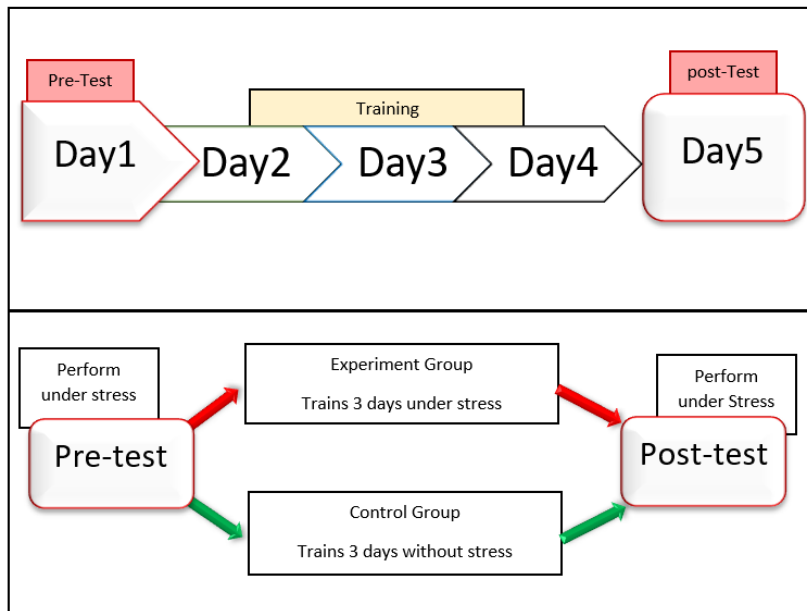 Pre-Test
post-Test
Training
Day1
Day2
Day3
Day4
Day5
Perform
under stress
Experiment Group
Trains 3 days under stress
Perform
under Stress
Pre-test
Post-test
Control Group
Trains 3 days without stress